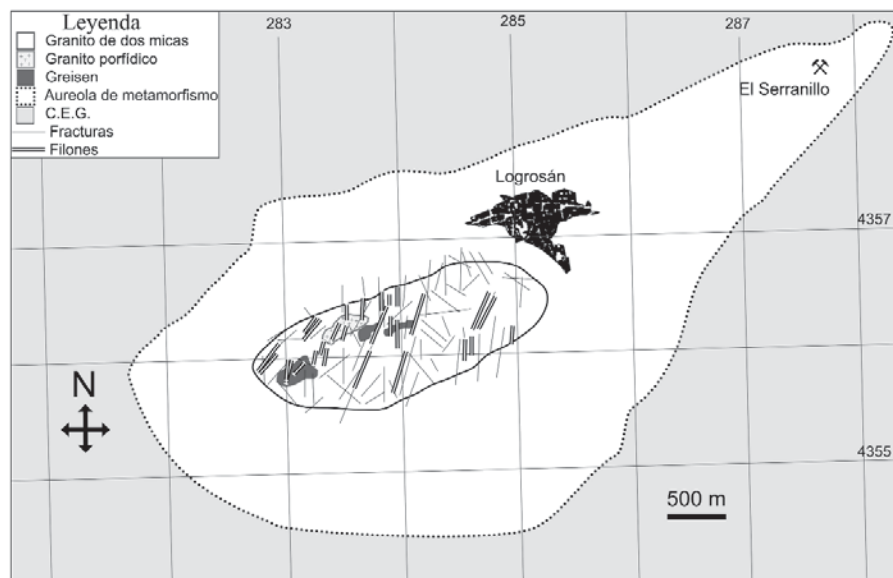 Leyenda
Granito de dos micas
Granito porfídico
Greisen
Aureola de metamorfismo
C.E.G.
Fracturas
Filones
283
285
287
El Serranillo
Logrosán
4357
N
4355
500 m